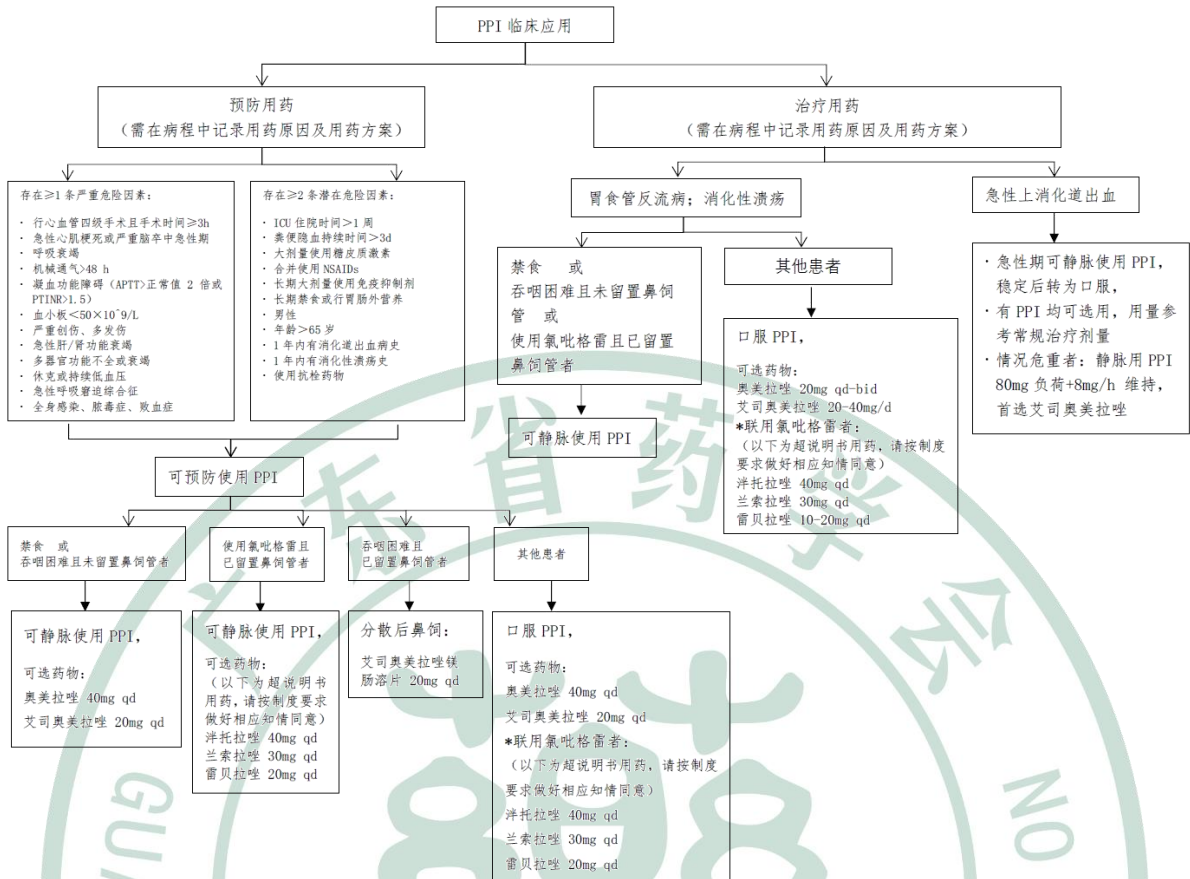 PPI 临床应用
预防用药
（需在病程中记录用药原因及用药方案）
存在≥1 条严重危险因素：
· 行心血管四级手术且手术时间≥3h
· 急性心肌梗死或严重脑卒中急性期
· 呼吸衰竭
· 机械通气>48 h
· 凝血功能障碍（APTT>正常值 2 倍或
PTINR>1.5）
· 血小板＜50×10^9/L
· 严重创伤、多发伤
· 急性肝/肾功能衰竭
· 多器官功能不全或衰竭
· 休克或持续低血压
· 急性呼吸窘迫综合征
· 全身感染、脓毒症、败血症
存在≥2 条潜在危险因素：
· ICU 住院时间>1 周
· 粪便隐血持续时间>3d
· 大剂量使用糖皮质激素
· 合并使用 NSAIDs
· 长期大剂量使用免疫抑制剂
· 长期禁食或行胃肠外营养
· 男性
· 年龄>65 岁
· 1 年内有消化道出血病史
· 1 年内有消化性溃疡史
· 使用抗栓药物
可预防使用 PPI
禁食 或
吞咽困难且未留置鼻饲管者
可静脉使用 PPI，
可选药物：
奥美拉唑 40mg qd
艾司奥美拉唑 20mg qd
使用氯吡格雷且
已留置鼻饲管者
可静脉使用 PPI，
可选药物：
（以下为超说明书
用药，请按制度要求
做好相应知情同意）
泮托拉唑 40mg qd
兰索拉唑 30mg qd
雷贝拉唑 20mg qd
吞咽困难且
已留置鼻饲管者
分散后鼻饲：
艾司奥美拉唑镁
肠溶片 20mg qd
其他患者
口服 PPI，
可选药物：
奥美拉唑 40mg qd
艾司奥美拉唑 20mg qd
*联用氯吡格雷者：
（以下为超说明书用药，请按制度
要求做好相应知情同意）
泮托拉唑 40mg qd
兰索拉唑 30mg qd
雷贝拉唑 20mg qd
治疗用药
（需在病程中记录用药原因及用药方案）
胃食管反流病；消化性溃疡
禁食 或
吞咽困难且未留置鼻饲
管 或
使用氯吡格雷且已留置
鼻饲管者
可静脉使用 PPI
其他患者
口服 PPI，
可选药物：
奥美拉唑 20mg qd-bid
艾司奥美拉唑 20-40mg/d
*联用氯吡格雷者：
（以下为超说明书用药，请按制度
要求做好相应知情同意）
泮托拉唑 40mg qd
兰索拉唑 30mg qd
雷贝拉唑 10-20mg qd
急性上消化道出血
· 急性期可静脉使用 PPI，
稳定后转为口服，
· 有 PPI 均可选用，用量参
考常规治疗剂量
· 情况危重者：静脉用 PPI
80mg 负荷+8mg/h 维持，
首选艾司奥美拉唑
广东省药学会
GU
NO